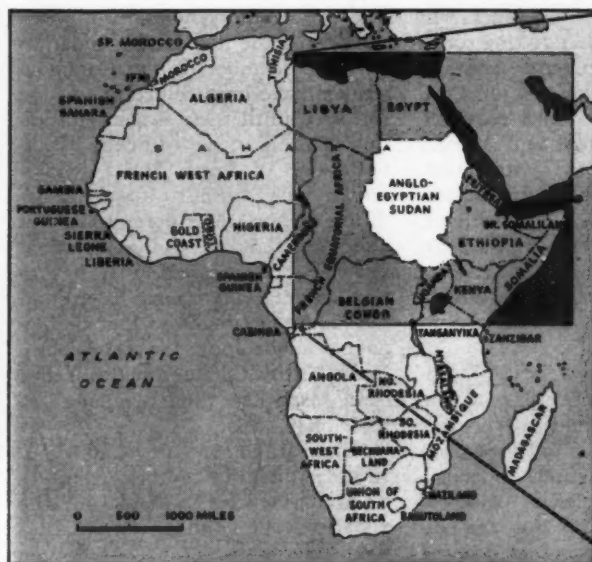 SP. MOROCCO
MOROCCO
TUNISIA
IFNI
SPANISH
SAHARA
ALGERIA
LIBYA
EGYPT
S A H A R A
FRENCH WEST AFRICA
GAMBIA
PORTUGUESE
GUINEA
SIERRA
LEONE
LIBERIA
GOLD
COAST
NIGERIA
CAMEROONS
SPANISH
GUINEA
FRENCH EQUATORIAL AFRICA
ANGLO-
EGYPTIAN
SUDAN
ERITREA
BR. SOMALILAND
ETHIOPIA
SOMALIA
UGANDA
KENYA
BELGIAN
CONGO
CABINDA
TANGANYIKA
ZANZIBAR
ATLANTIC
OCEAN
ANGOLA
NO.
RHODESIA
NYASALAND
SO.
RHODESIA
MOZAMBIQUE
MADAGASCAR
SOUTH-
WEST
AFRICA
BECHUANA-
LAND
UNION OF
SOUTH
AFRICA
SWAZILAND
BASUTOLAND
0 500 1000 MILES